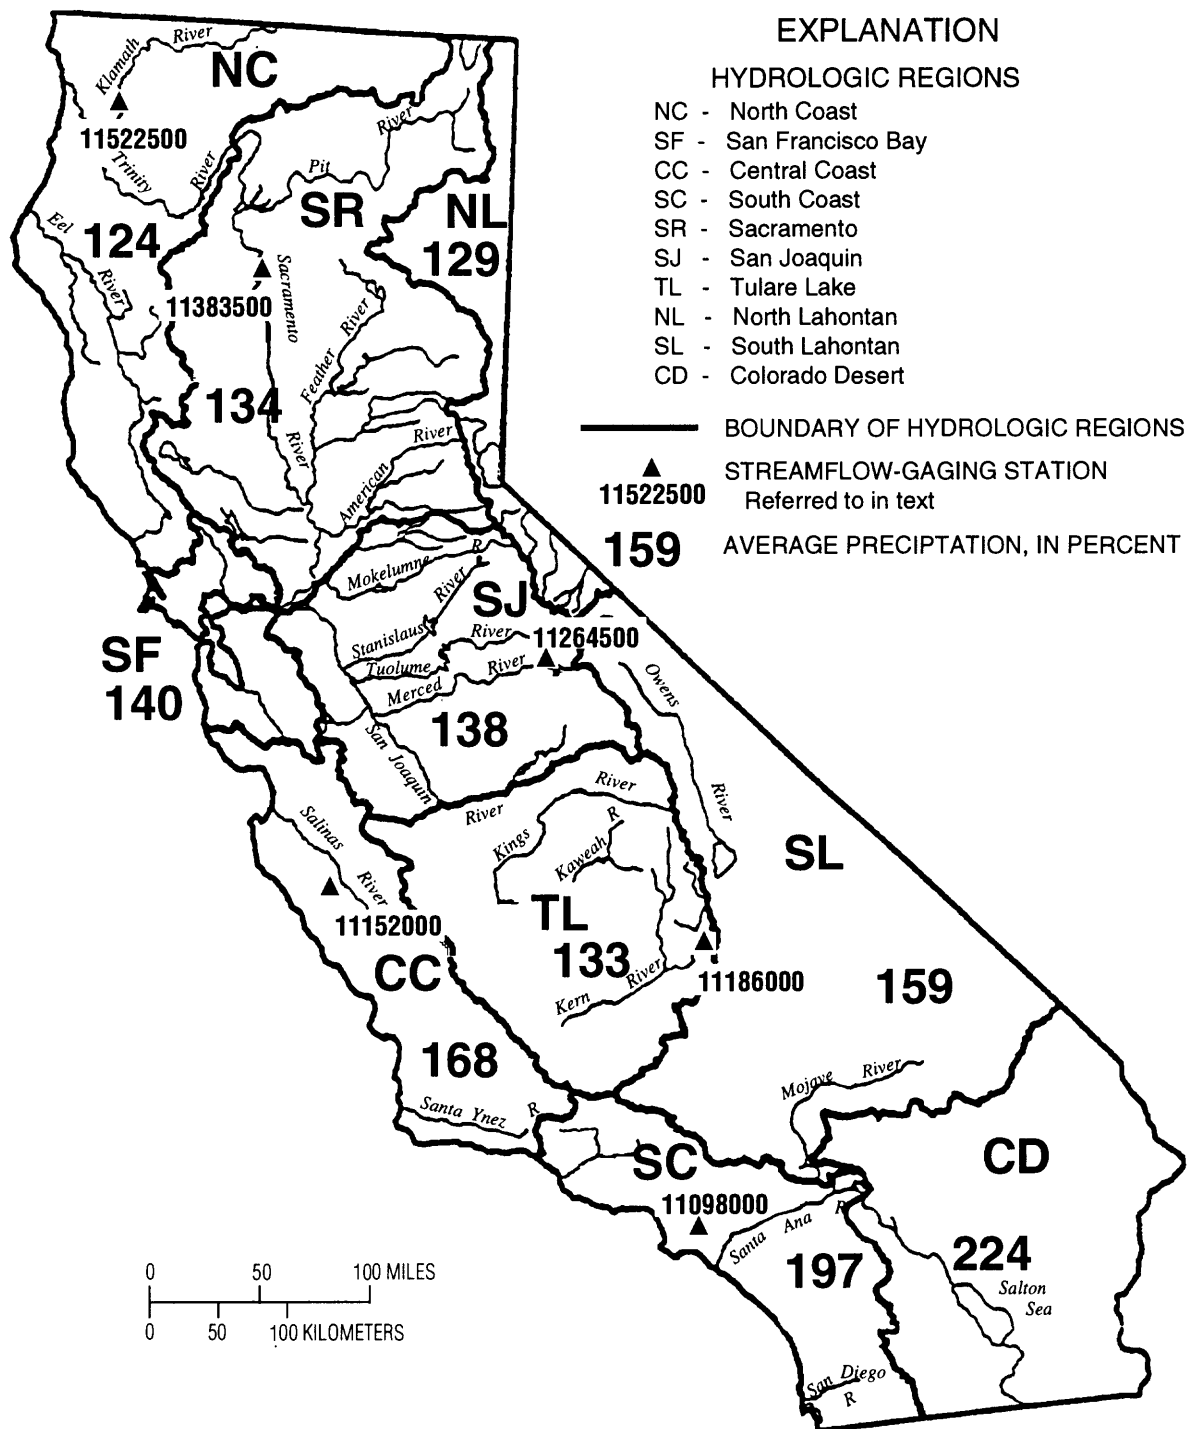 EXPLANATION
HYDROLOGIC REGIONS
NC - North Coast
SF - San Francisco Bay
CC - Central Coast
SC - South Coast
SR - Sacramento
SJ - San Joaquin
TL - Tulare Lake
NL - North Lahontan
SL - South Lahontan
CD - Colorado Desert
BOUNDARY OF HYDROLOGIC REGIONS
STREAMFLOW-GAGING STATION
11522500
Referred to in text
159
AVERAGE PRECIPTATION, IN PERCENT
Klamath River
NC
11522500
Trinity River
Pit River
SR
NL
129
Eel River
124
11383500
Sacramento River
Feather River
134
American River
Mokelumne R
SJ
Stanislaus River
11264500
Tuolume River
Merced River
SF
140
138
San Joaquin River
Owens River
Salinas River
Kings River
Kaweah R
SL
11152000
TL
133
CC
Kern River
11186000
159
168
Santa Ynez R
Mojave River
SC
CD
11098000
Santa Ana R
197
224
Salton
Sea
San Diego
R
0 50 100 MILES
0 50 100 KILOMETERS